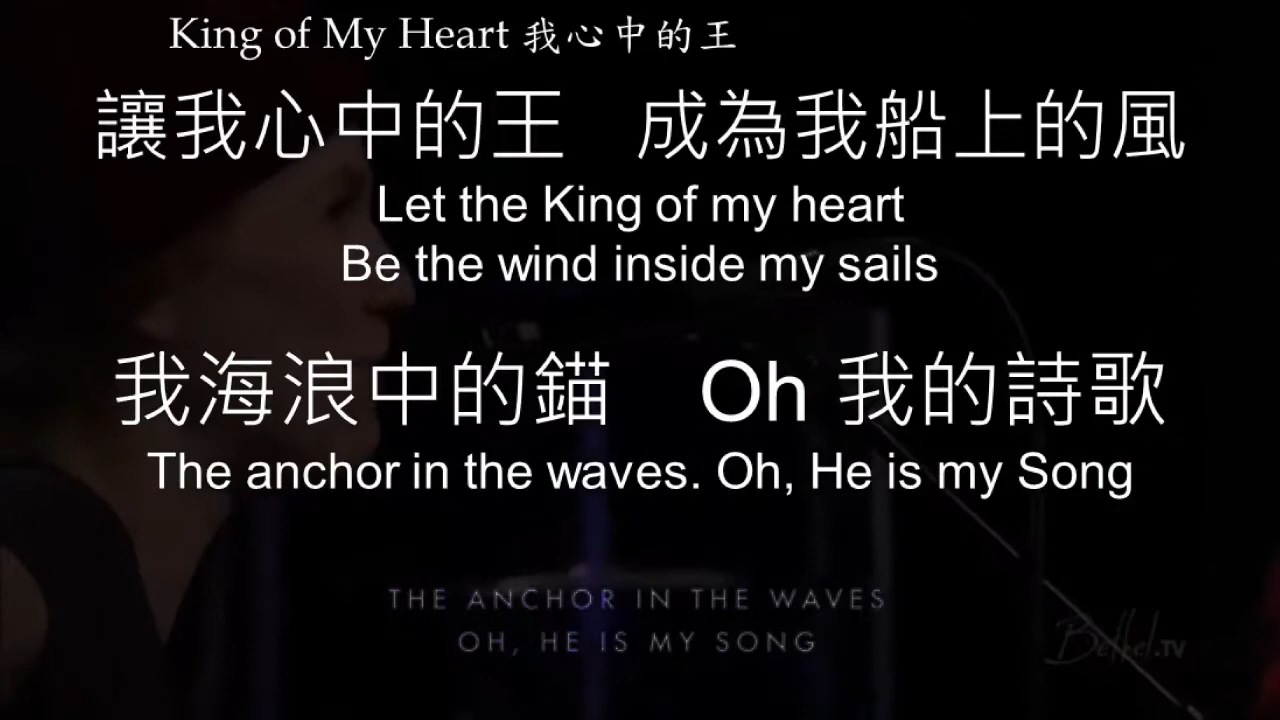 King of My Heart 我心中的王
讓我心中的王 成為我船上的風
Let the King of my heart
Be the wind inside my sails
我海浪中的錨 Oh 我的詩歌
The anchor in the waves. Oh, He is my Song
THE ANCHOR IN THE WAVES
OH, HE IS MY SONG
Bethel.TV